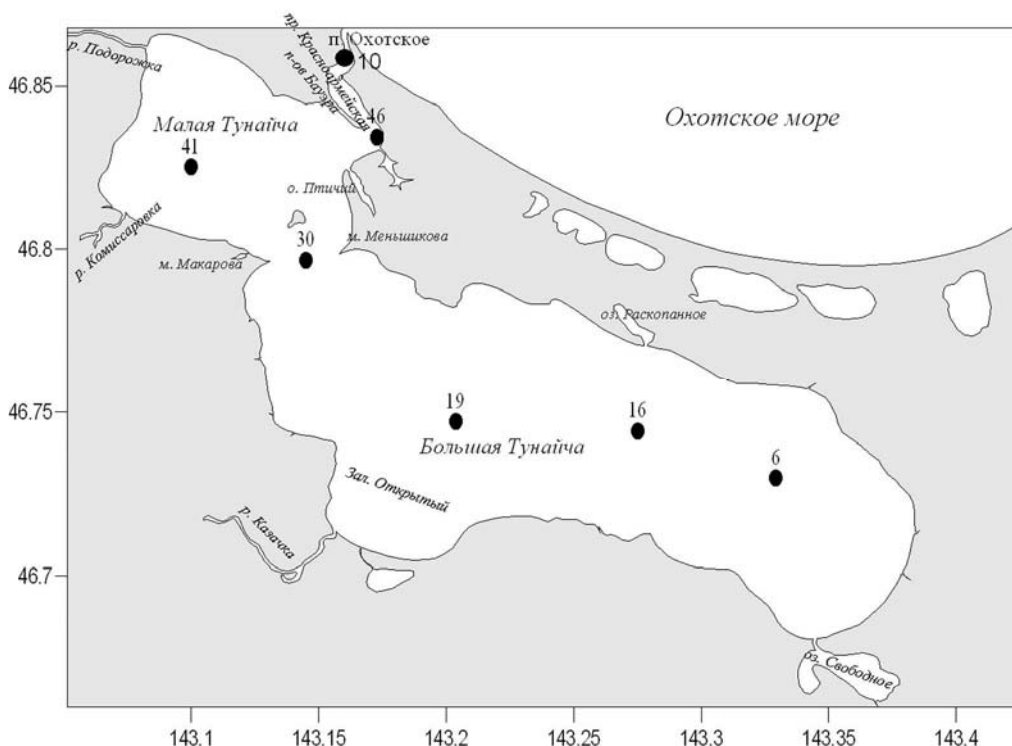 п. Охотское
р. Подорожка
пр. Красноармейская
п-ов Бауэра
10
46.85
Охотское море
46
Малая Тунайча
41
о. Птичий
46.8
30
м. Меньшикова
р. Комиссаровка
м. Макарова
оз. Раскопанное
46.75
19
16
Большая Тунайча
6
Зал. Открытый
р. Казачка
46.7
оз. Свободное
143.1 143.15 143.2 143.25 143.3 143.35 143.4